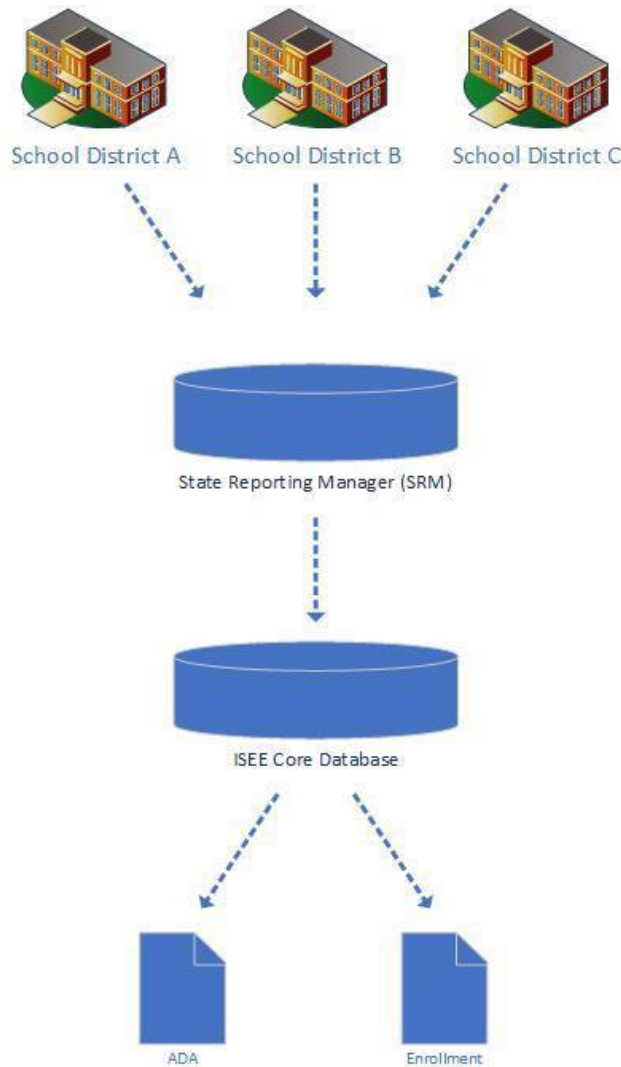 School District A
School District B
School District C
State Reporting Manager (SRM)
ISEE Core Database
ADA
Enrollment